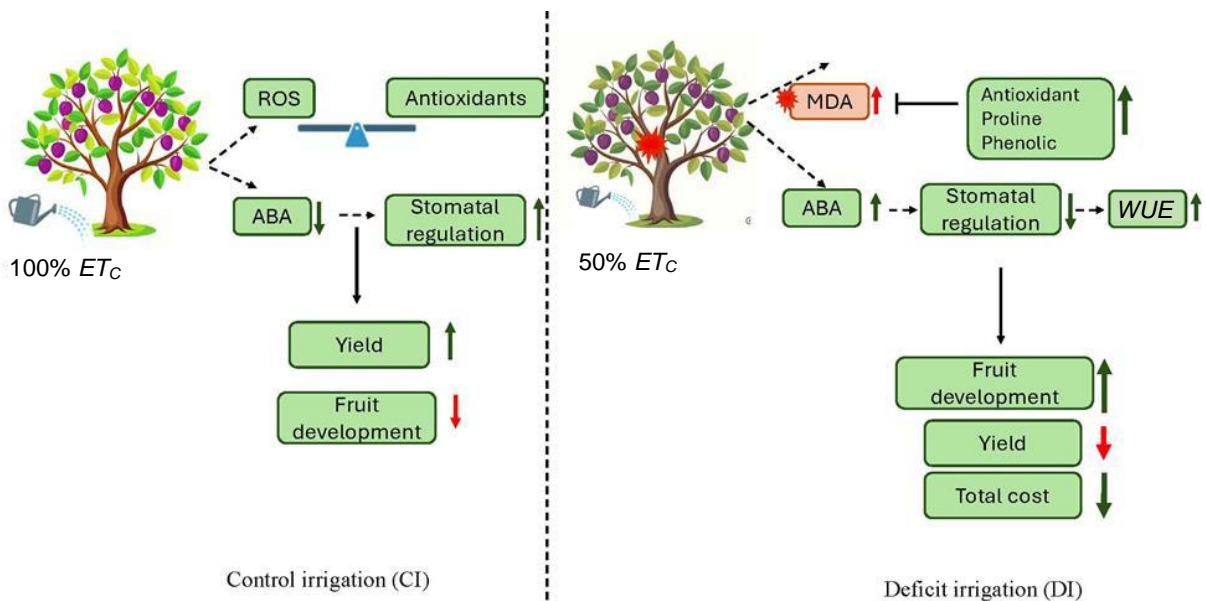 ROS
Antioxidants
ABA
Stomatal
regulation
100% ETC
Yield
Fruit
development
Control irrigation (CI)
MDA
Antioxidant
Proline
Phenolic
ABA
Stomatal
regulation
WUE
50% ETC
Fruit
development
Yield
Total cost
Deficit irrigation (DI)